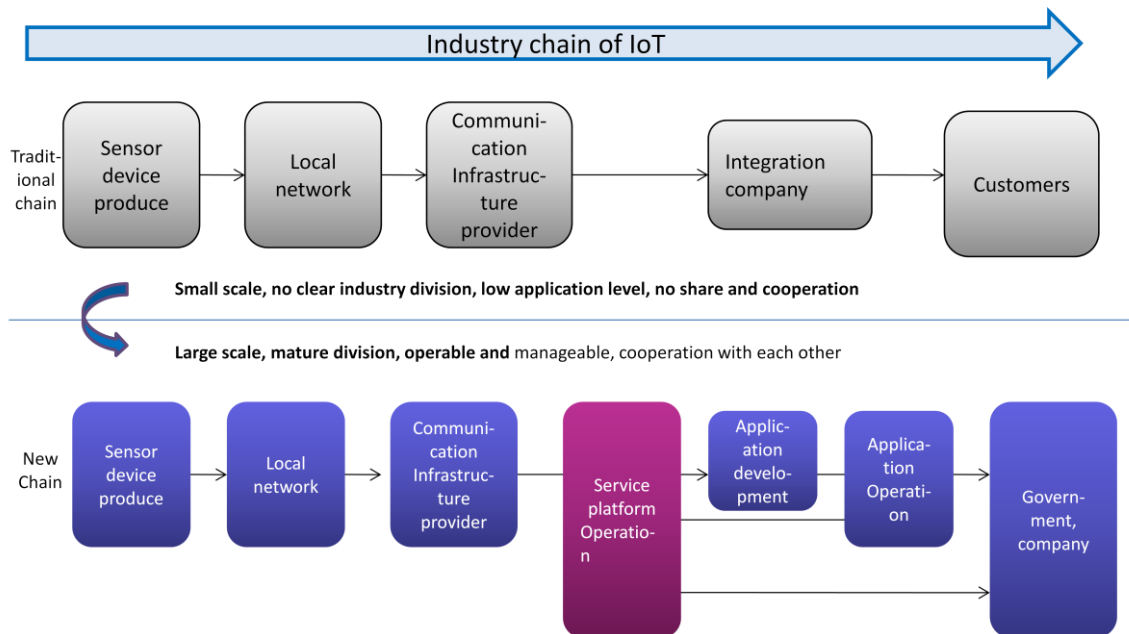 Industry chain of IoT
Tradit-
ional
chain
Sensor
device
produce
Local
network
Communi-
cation
Infrastruc-
ture
provider
Integration
company
Customers
Small scale, no clear industry division, low application level, no share and cooperation
Large scale, mature division, operable and manageable, cooperation with each other
New
Chain
Sensor
device
produce
Local
network
Communi-
cation
Infrastruc-
ture
provider
Service
platform
Operatio-
n
Applic-
ation
develo-
pment
Applica-
tion
Operati-
on
Govern-
ment,
company